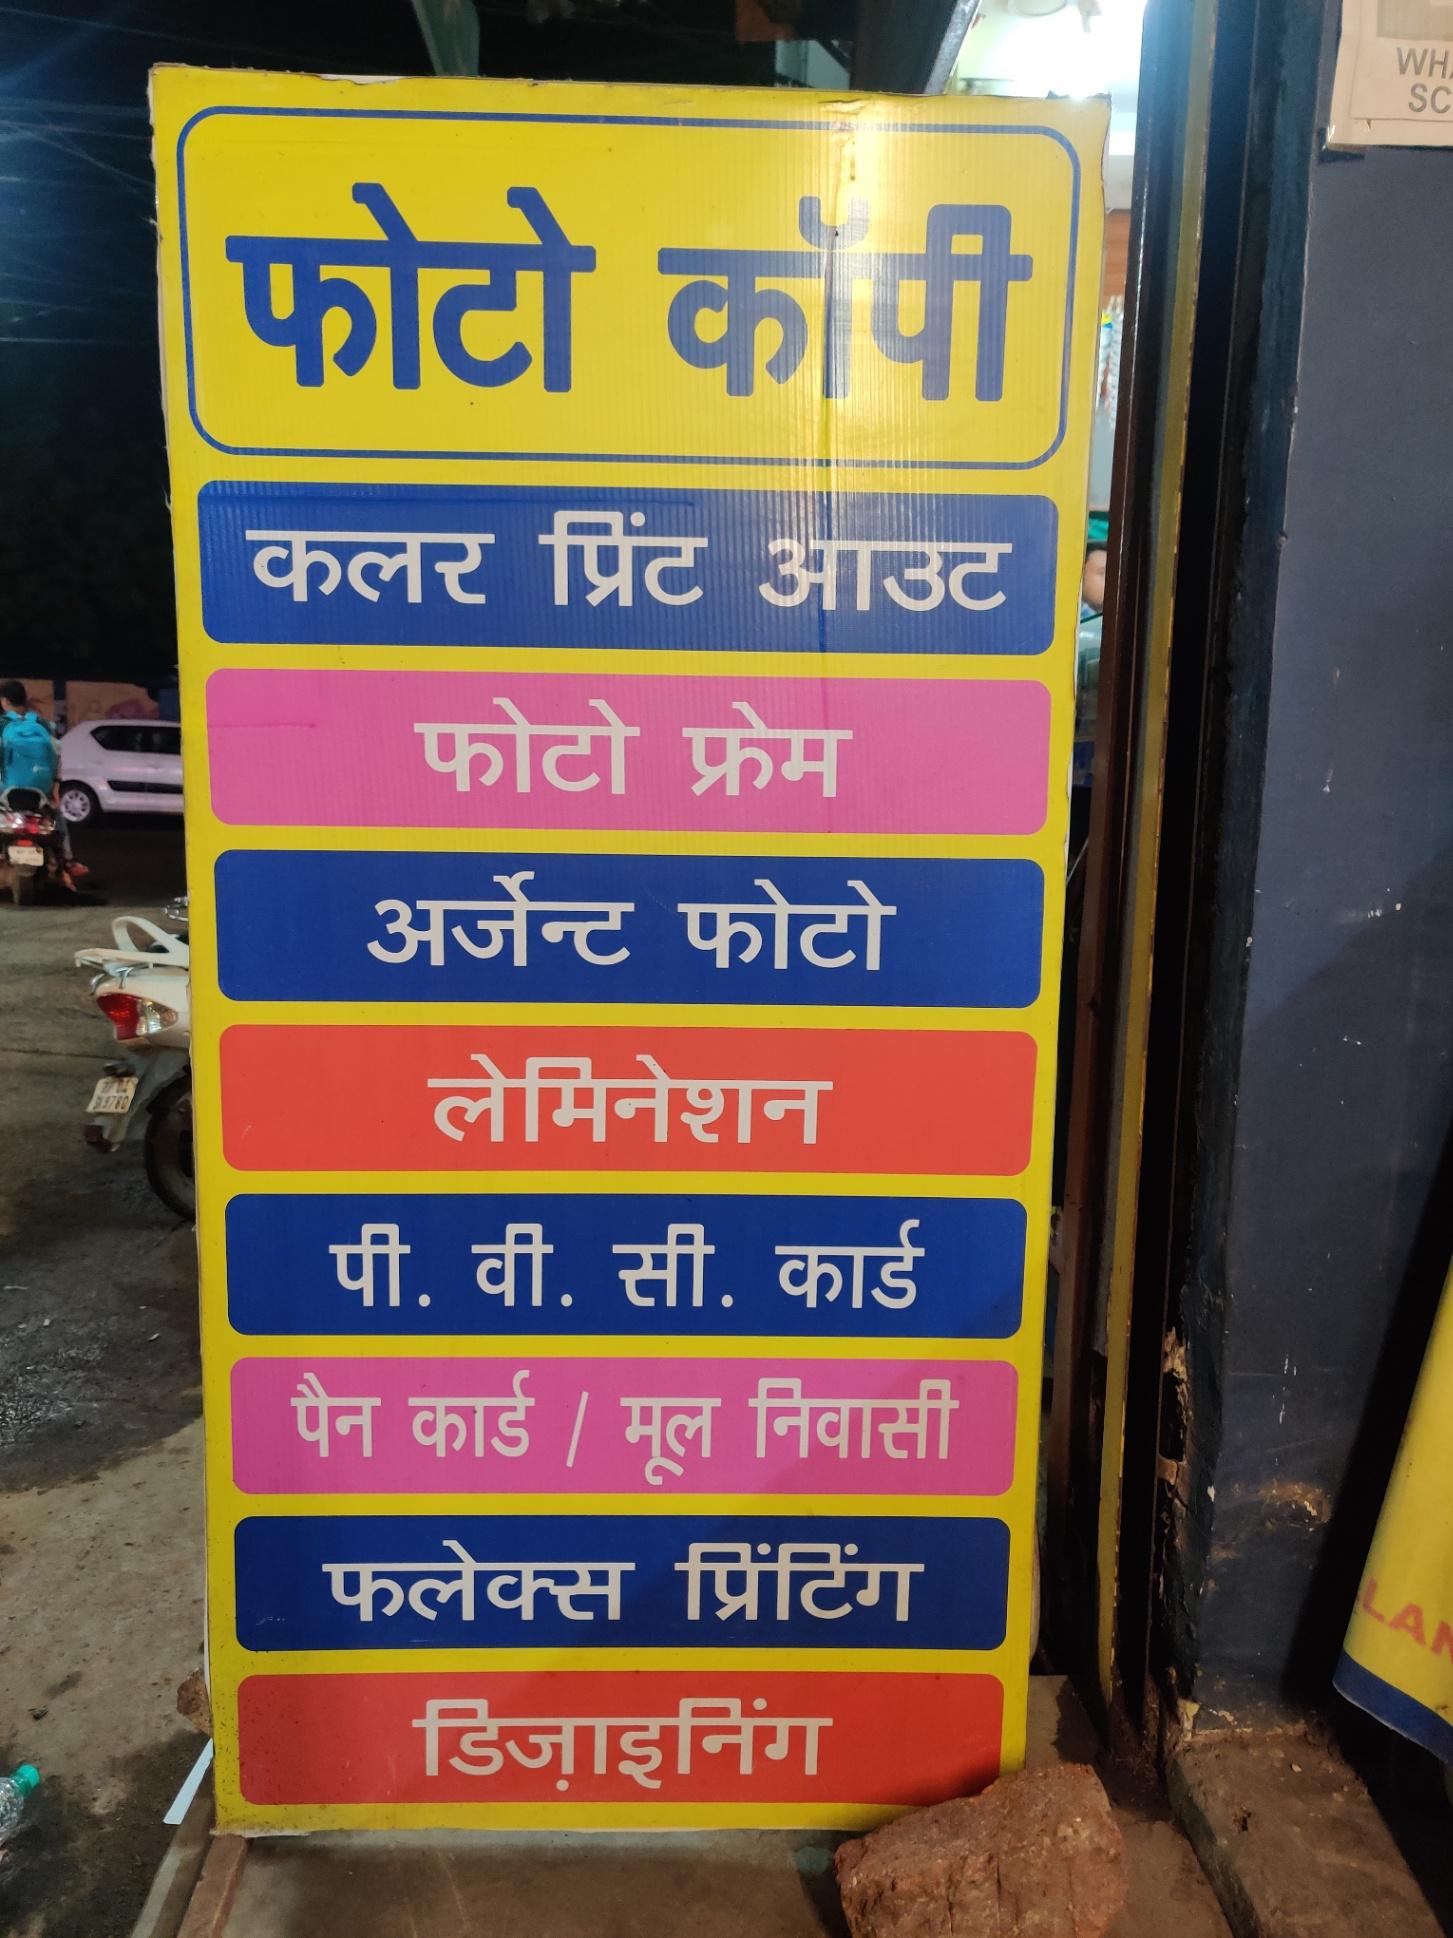 फोटो कॉपी
कलर प्रिंट आउट
फोटो फ्रेम
अर्जेन्ट फोटो
लेमिनेशन
पी. वी. सी. कार्ड
पैन कार्ड / मूल निवासी
फलेक्स प्रिंटिंग
डिज़ाइनिंग